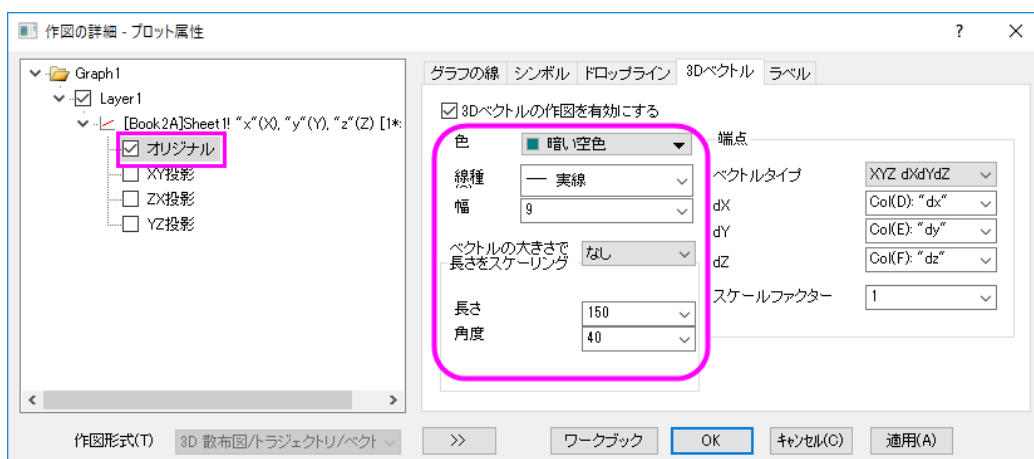 作図の詳細 - プロット属性 ?
Graph1
Layer1
[Book2A]Sheet1! "x"(X), "y"(Y), "z"(Z) [1*:
オリジナル
XY投影
ZX投影
YZ投影
グラフの線 シンボル ドロップライン 3Dベクトル ラベル
3Dベクトルの作図を有効にする
色 暗い空色
線種 実線
幅 9
ベクトルの大きさで
長さをスケーリング なし
長さ 150
角度 40
端点
ベクトルタイプ XYZ dXdYdZ
dX Col(D): "dx"
dY Col(E): "dy"
dZ Col(F): "dz"
スケールファクター 1
作図形式(T) 3D 散布図/トラジェクトリ/ベクト >> ワークブック OK キャンセル(C) 適用(A)